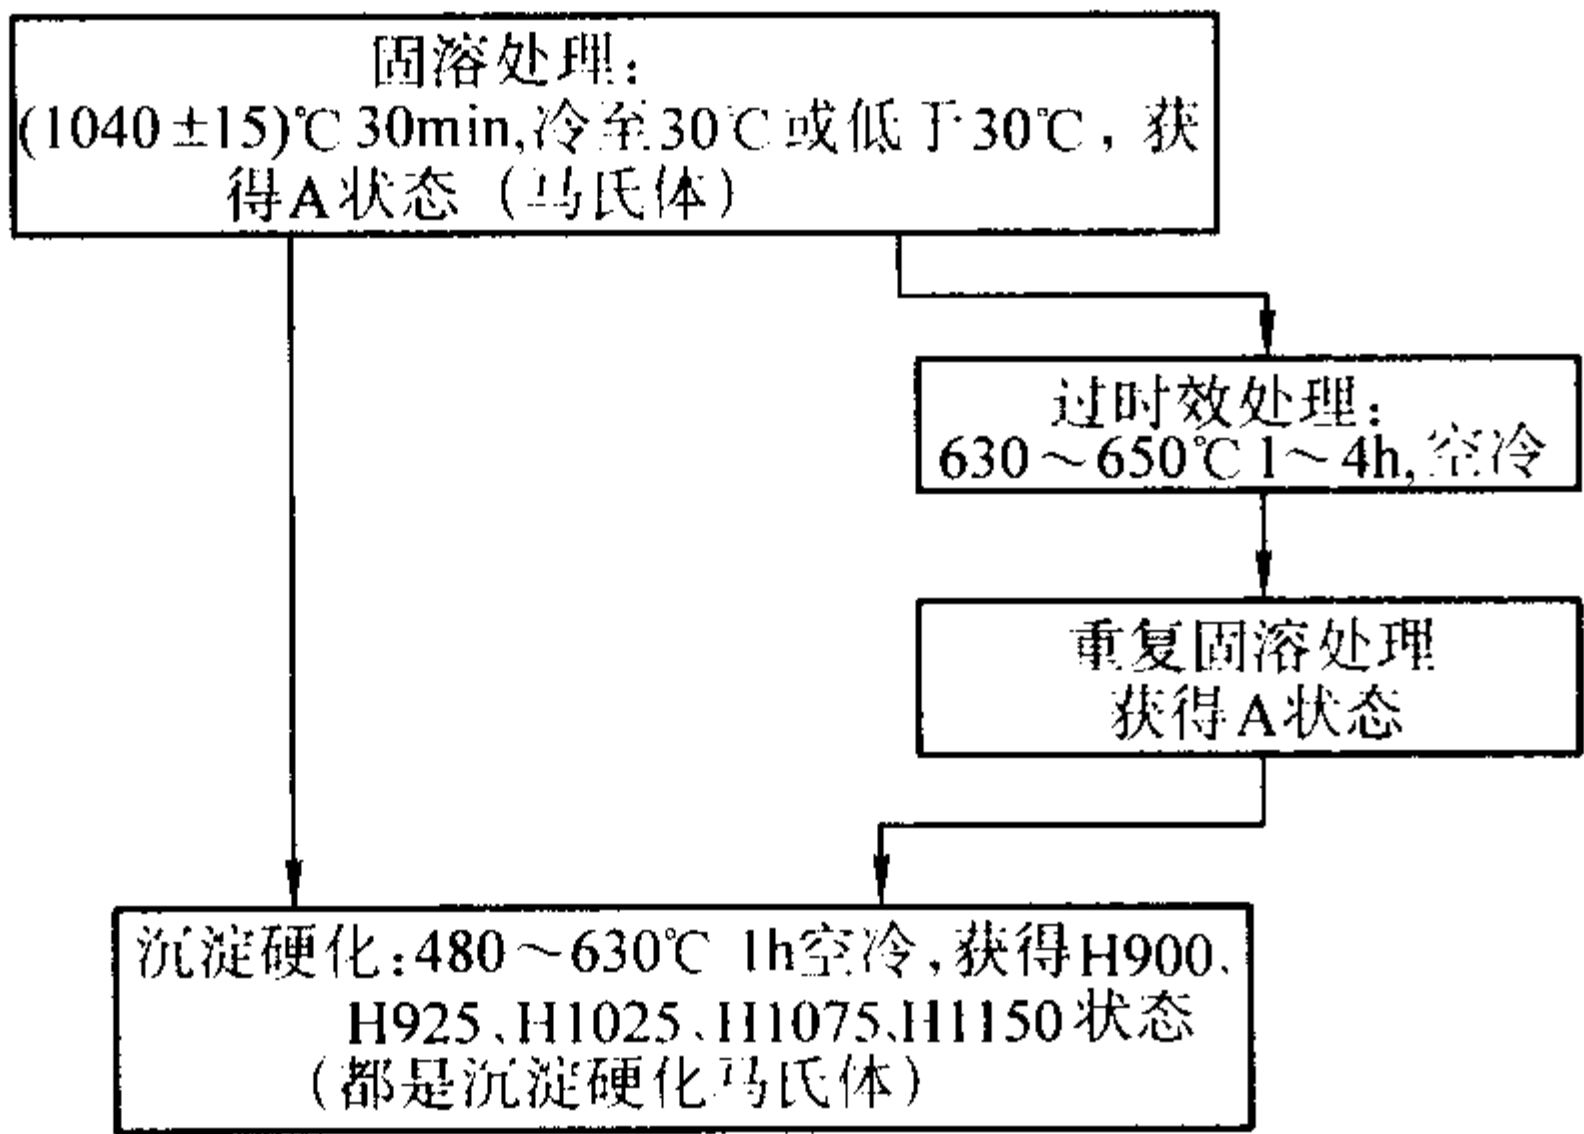 固溶处理：
(1040±15)℃ 30min,冷至30℃或低于30℃，获
得A状态（马氏体）
过时效处理：
630～650℃ 1～4h,空冷
重复固溶处理
获得A状态
沉淀硬化：480～630℃ 1h空冷，获得H900、
H925、H1025、H1075、H1150状态
（都是沉淀硬化马氏体）